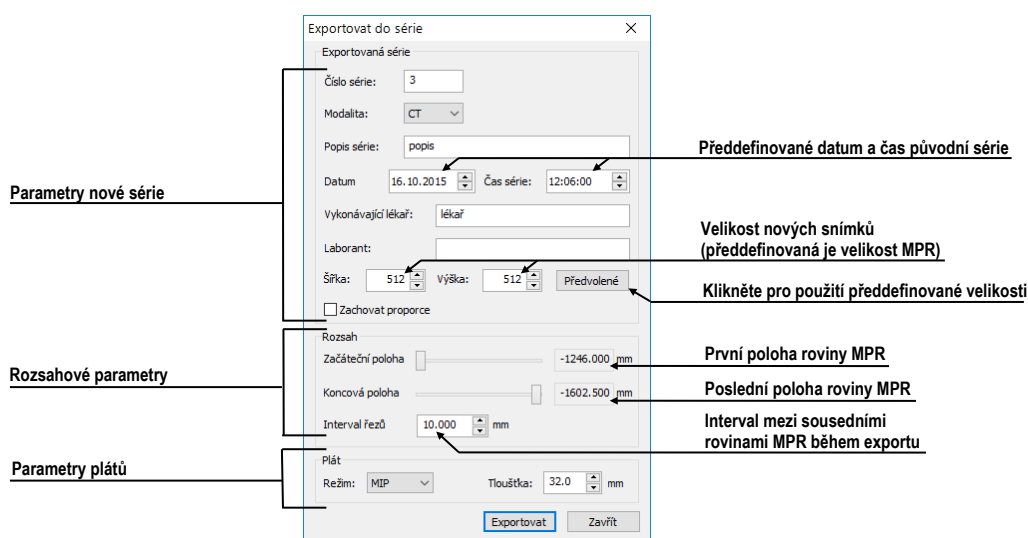 Exportovat do série
Exportovaná série
Číslo série: 3
Modalita: CT
Popis série: popis
Předdefinované datum a čas původní série
Datum 16.10.2015 Čas série: 12:06:00
Parametry nové série
Vykonávající lékař: lékař
Velikost nových snímků
(předdefinovaná je velikost MPR)
Laborant:
Šířka: 512 Výška: 512 Předvolené
Klikněte pro použití předdefinované velikosti
Zachovat proporce
Rozsah
Začáteční poloha -1246.000 mm
První poloha roviny MPR
Rozsahové parametry
Koncová poloha -1602.500 mm
Poslední poloha roviny MPR
Interval řezů 10.000 mm
Interval mezi sousedními
rovinami MPR během exportu
Parametry plátů
Plát
Režim: MIP Tloušťka: 32.0 mm
Exportovat Zavřít